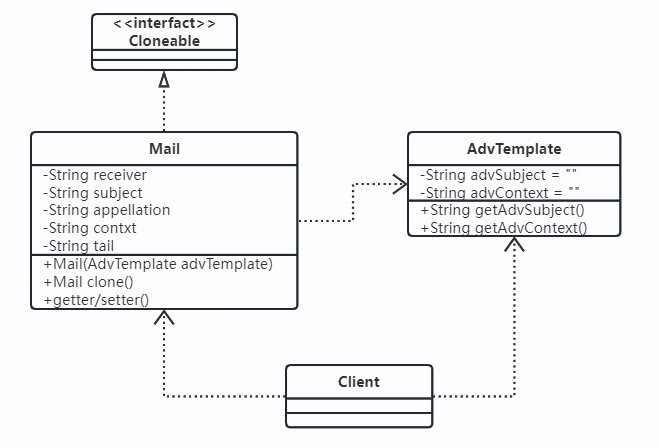 <<interfact>>
Cloneable
Mail
-String receiver
-String subject
-String appellation
-String contxt
-String tail
+Mail(AdvTemplate advTemplate)
+Mail clone()
+getter/setter()
AdvTemplate
-String advSubject = ""
-String advContext = ""
+String getAdvSubject()
+String getAdvContext()
Client